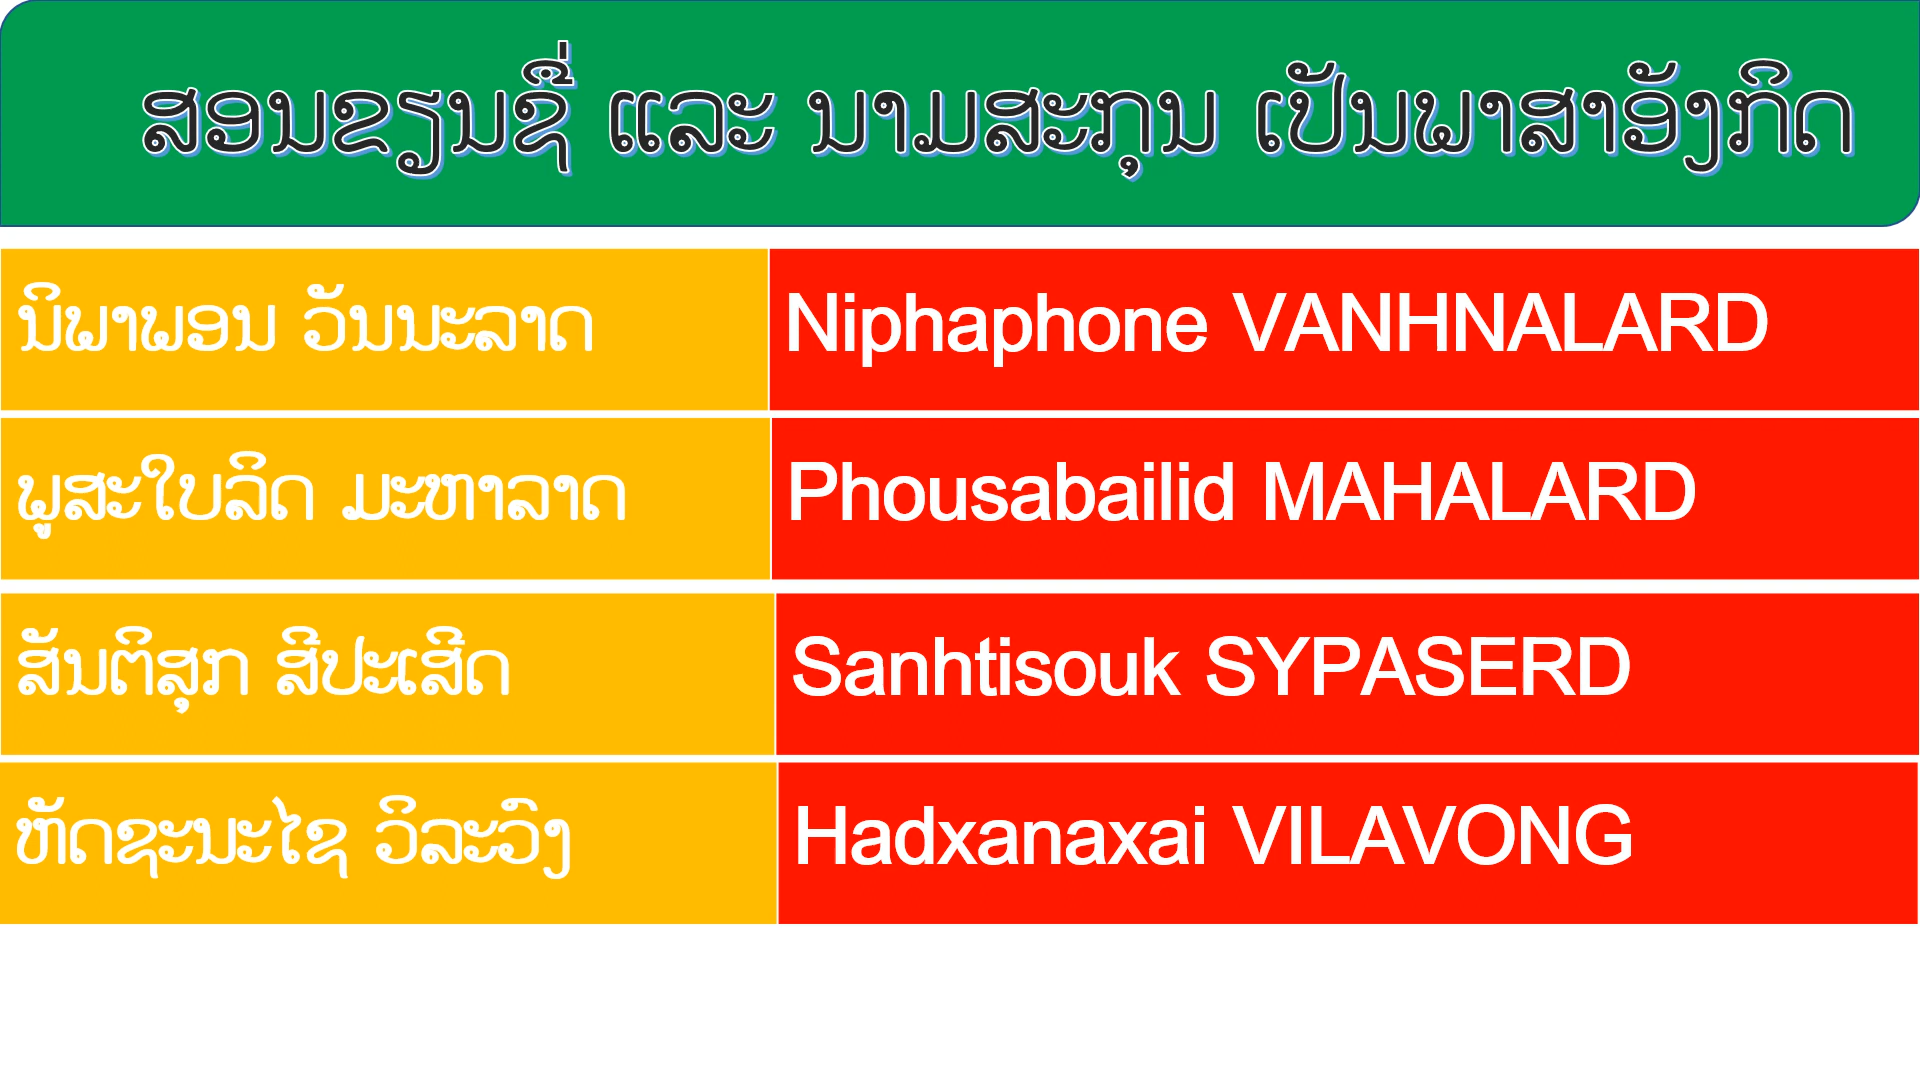 ສອນຂຽນຊື່ ແລະ ນາມສະກຸນ ເປັນພາສາອັງກິດ
ນິພາພອນ ວັນນະລາດ
Niphaphone VANHNALARD
ພູສະໃບລິດ ມະຫາລາດ
Phousabailid MAHALARD
ສັນຕິສຸກ ສີປະເສີດ
Sanhtisouk SYPASERD
ຫັດຊະນະໄຊ ວິລະວົງ
Hadxanaxai VILAVONG